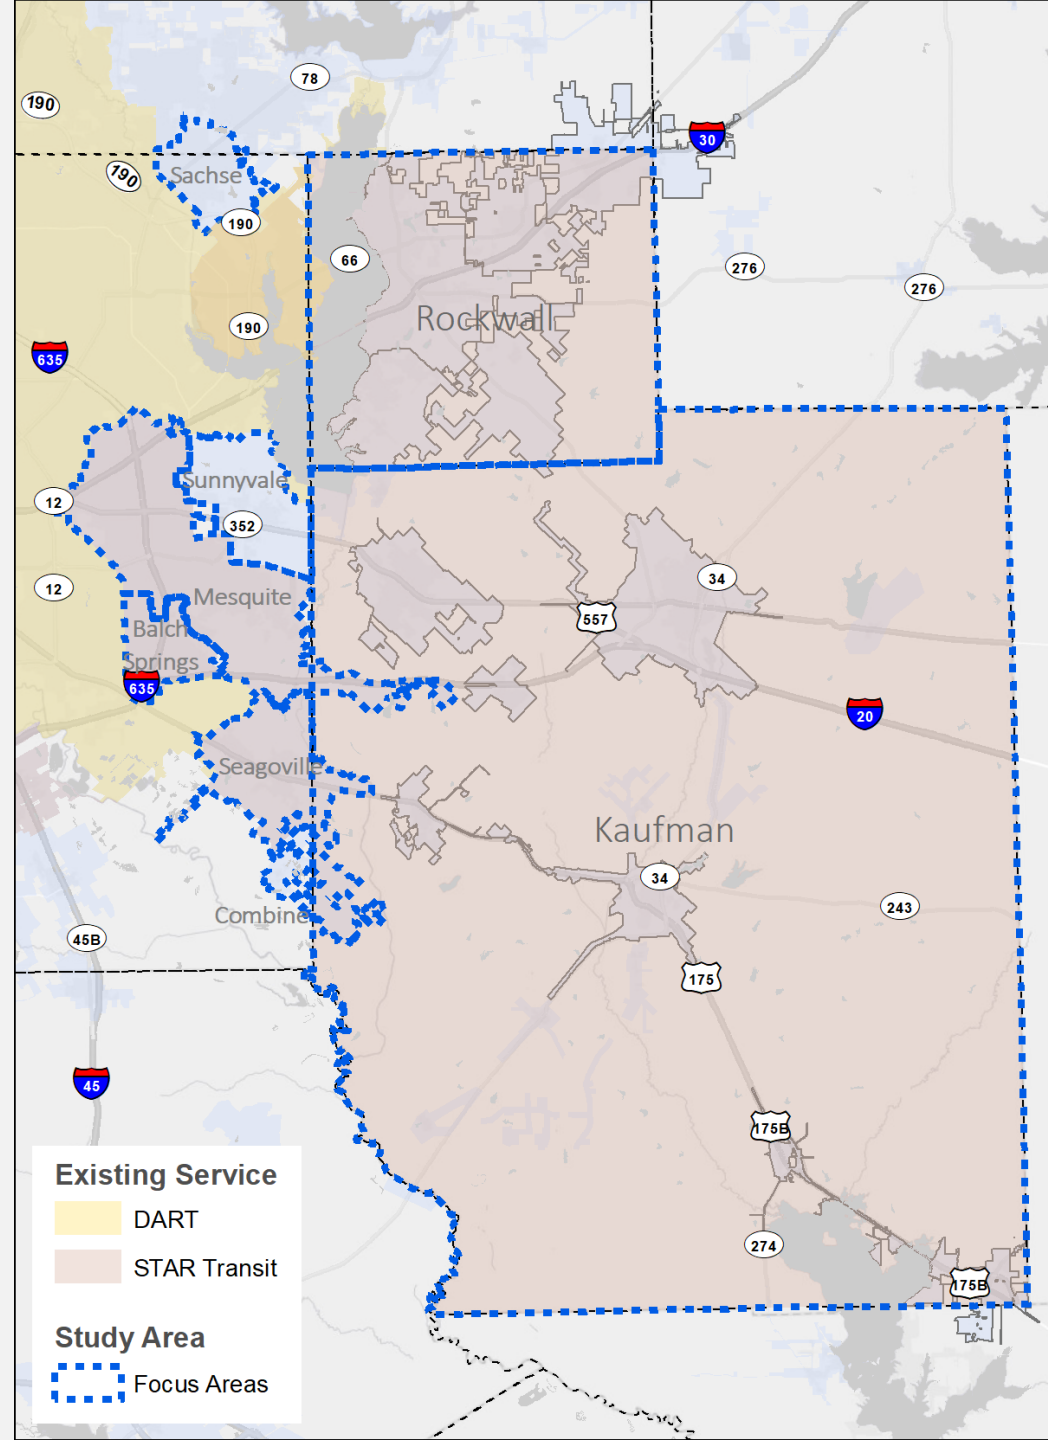 78
190
30
190
Sachse
190
66
276
276
Rockwall
190
635
Sunnyvale
12
352
34
12
Mesquite
557
Balch
Springs
635
20
Seagoville
Kaufman
34
243
Combine
45B
175
45
175B
Existing Service
DART
STAR Transit
274
175B
Study Area
Focus Areas